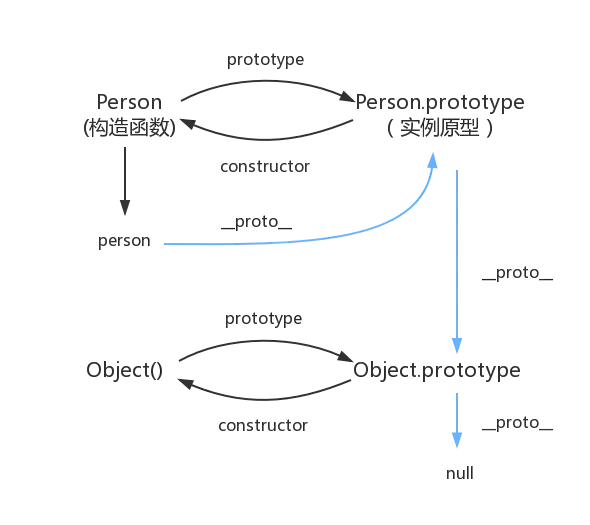 prototype
Person
Person.prototype
(构造函数)
( 实例原型 )
constructor
__proto__
person
__proto__
prototype
Object()
Object.prototype
constructor
__proto__
null